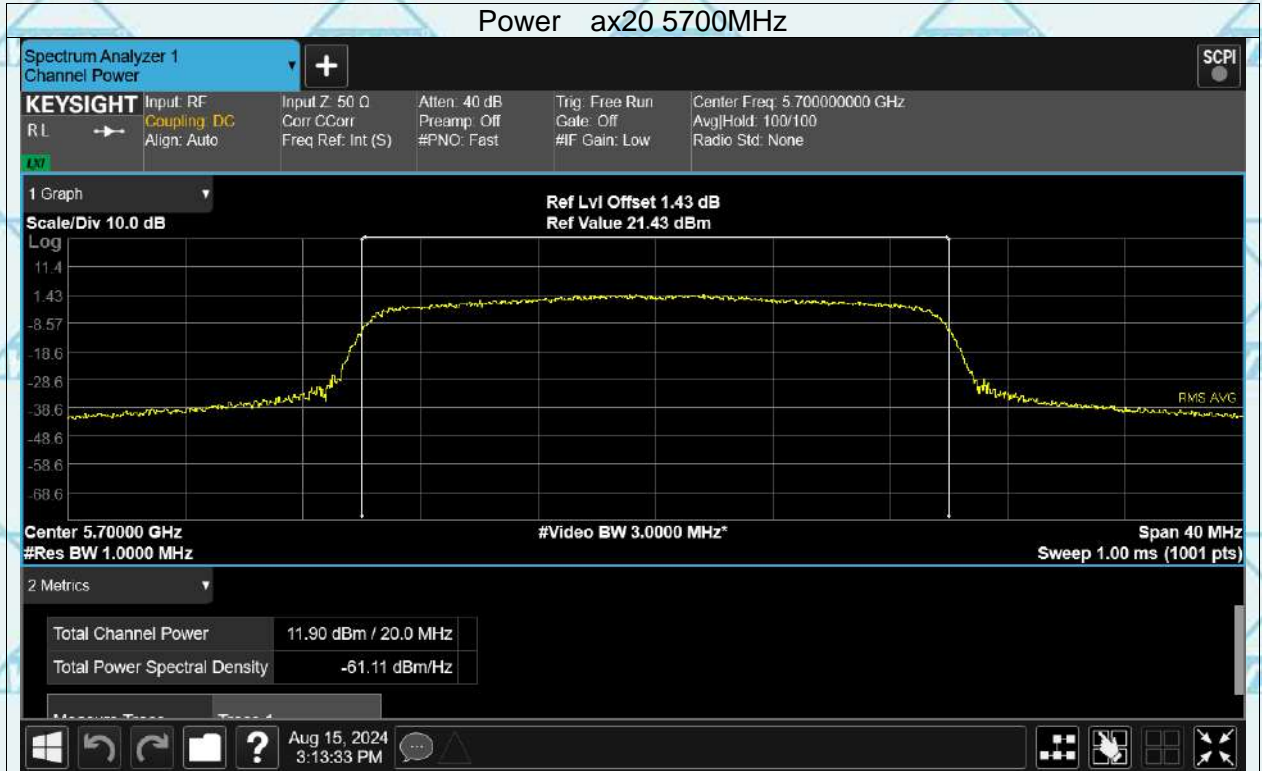 Power ax20 5700MHz
Spectrum Analyzer 1
Channel Power
+
SCPI
KEYSIGHT
RL
LXI
Input: RF
Coupling: DC
Align: Auto
Input Z: 50 Ω
Corr CCorr
Freq Ref: Int (S)
Atten: 40 dB
Preamp: Off
#PNO: Fast
Trig: Free Run
Gate: Off
#IF Gain: Low
Center Freq: 5.700000000 GHz
Avg|Hold: 100/100
Radio Std: None
1 Graph
Scale/Div 10.0 dB
Ref Lvl Offset 1.43 dB
Ref Value 21.43 dBm
Log
11.4
1.43
-8.57
-18.6
-28.6
-38.6
-48.6
-58.6
-68.6
RMS AVG
Center 5.70000 GHz
#Video BW 3.0000 MHz*
Span 40 MHz
#Res BW 1.0000 MHz
Sweep 1.00 ms (1001 pts)
2 Metrics
Total Channel Power 11.90 dBm / 20.0 MHz
Total Power Spectral Density -61.11 dBm/Hz
?
Aug 15, 2024
3:13:33 PM